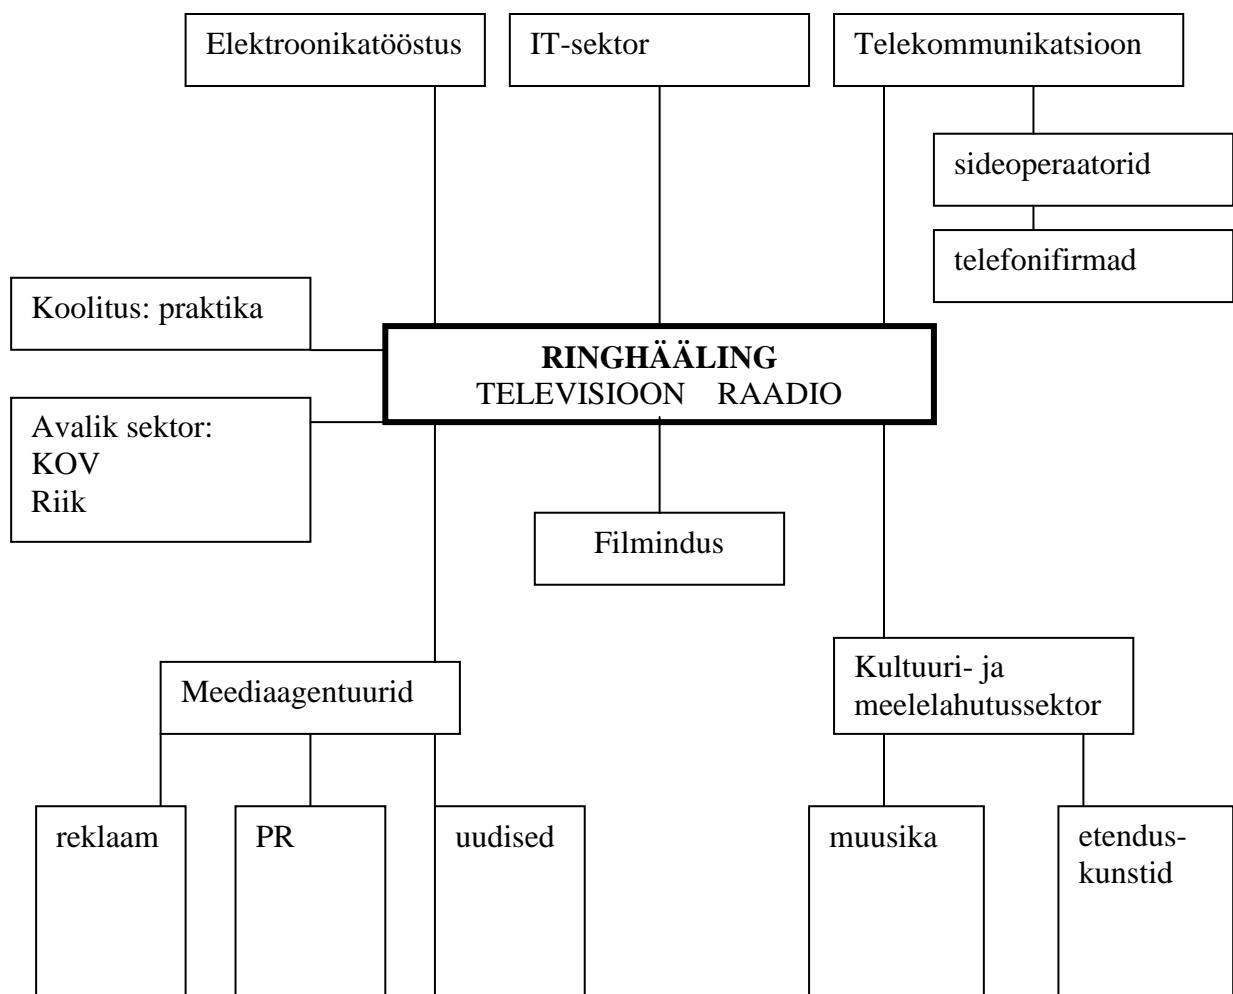 Elektroonikatööstus
IT-sektor
Telekommunikatsioon
sideoperaatorid
telefonifirmad
Koolitus: praktika
RINGHÄÄLING
TELEVISIOON RAADIO
Avalik sektor:
KOV
Riik
Filmindus
Meediaagentuurid
Kultuuri- ja
meelelahutussektor
reklaam
PR
uudised
muusika
etendus-
kunstid